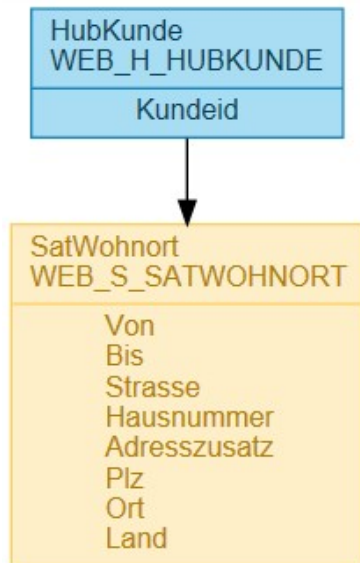 HubKunde
WEB_H_HUBKUNDE
Kundeid
SatWohnort
WEB_S_SATWOHNORT
Von
Bis
Strasse
Hausnummer
Adresszusatz
Plz
Ort
Land